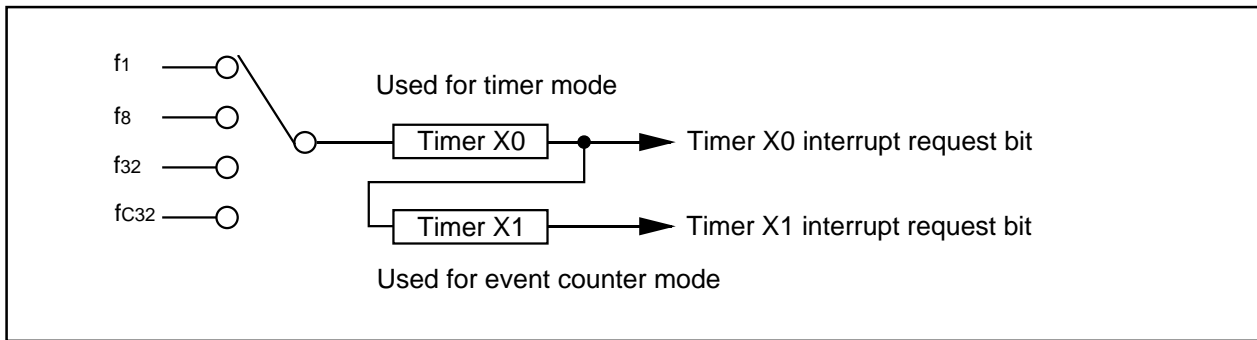 f1
Used for timer mode
f8
Timer X0
Timer X0 interrupt request bit
f32
fC32
Timer X1
Timer X1 interrupt request bit
Used for event counter mode